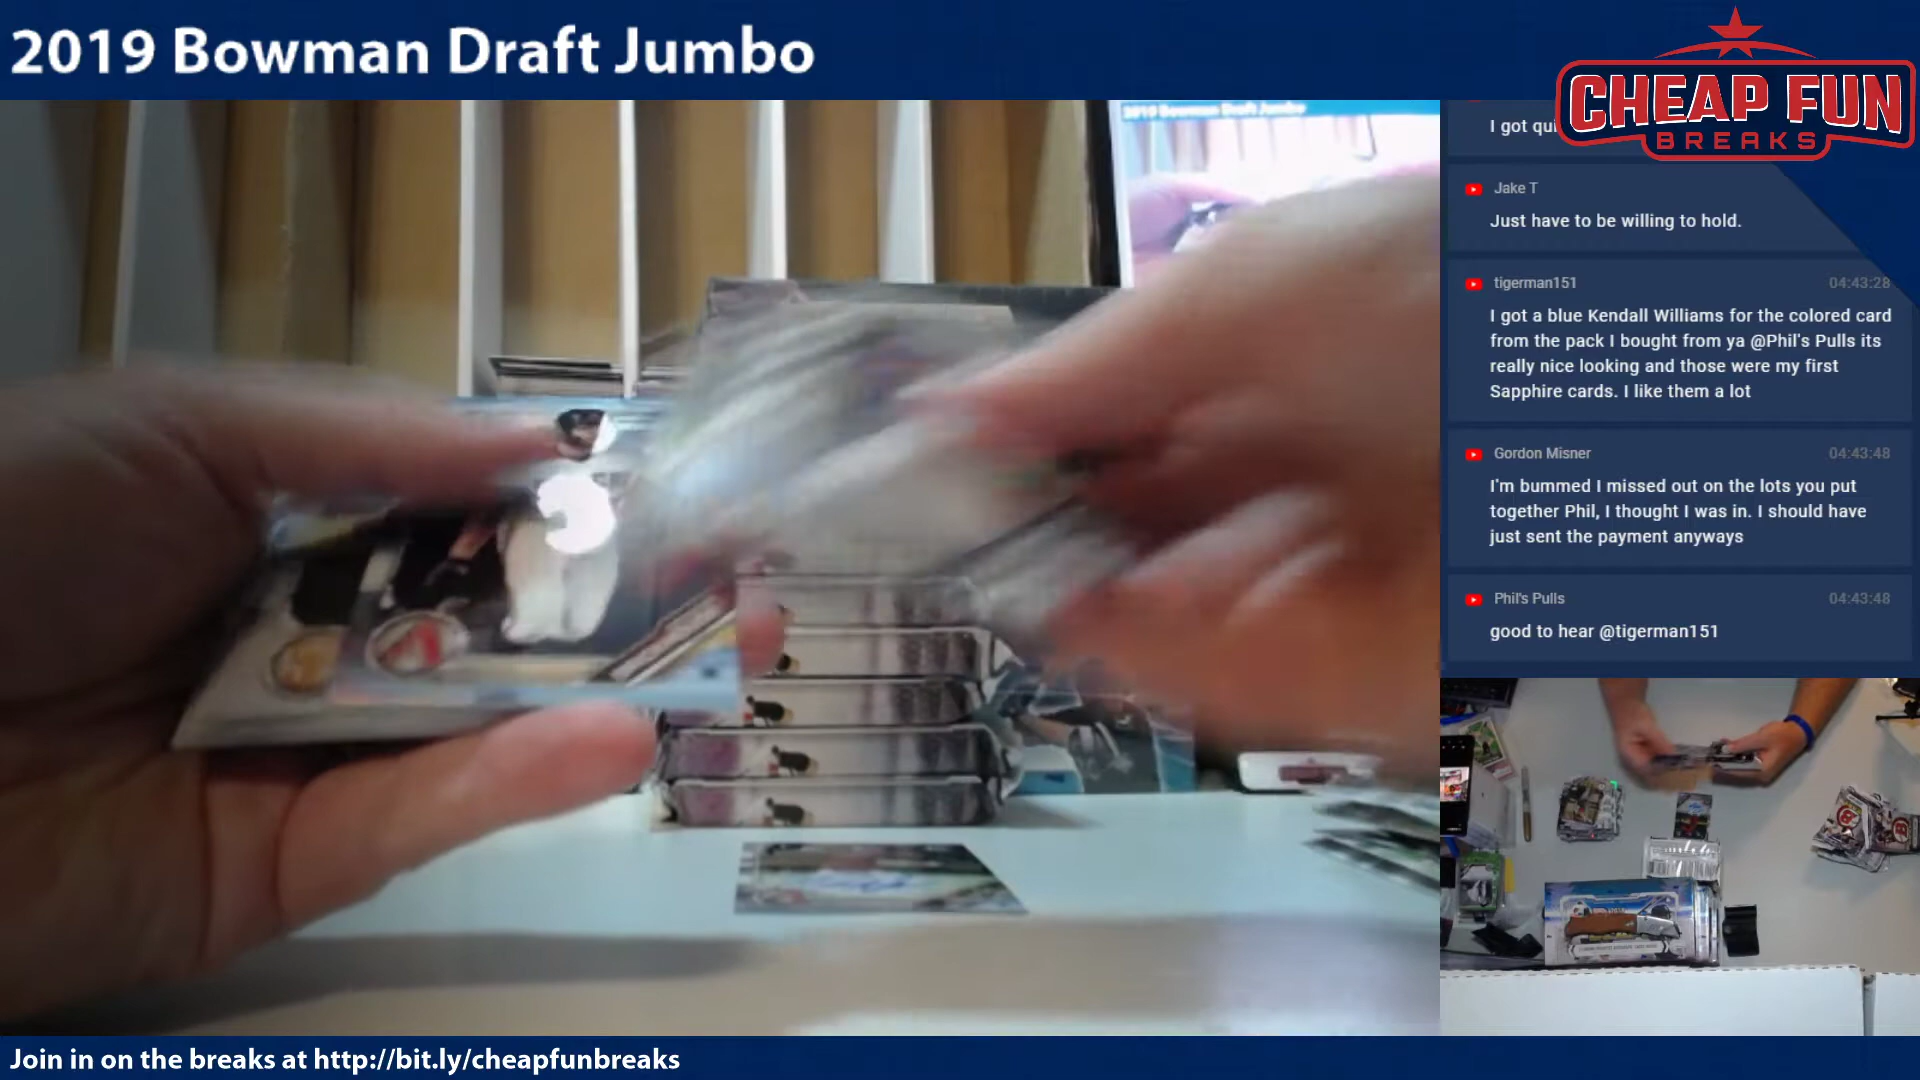 2019 Bowman Draft Jumbo
CHEAP FUN
BREAKS
2019 Bowman Draft Jumbo
I got
Jake T
Just have to be willing to hold.
tigerman151 04:43:28
I got a blue Kendall Williams for the colored card
from the pack I bought from ya @Phil's Pulls its
really nice looking and those were my first
Sapphire cards. I like them a lot
Gordon Misner 04:43:48
I'm bummed I missed out on the lots you put
together Phil, I thought I was in. I should have
just sent the payment anyways
Phil's Pulls 04:43:48
good to hear @tigerman151
Join in on the breaks at http://bit.ly/cheapfunbreaks